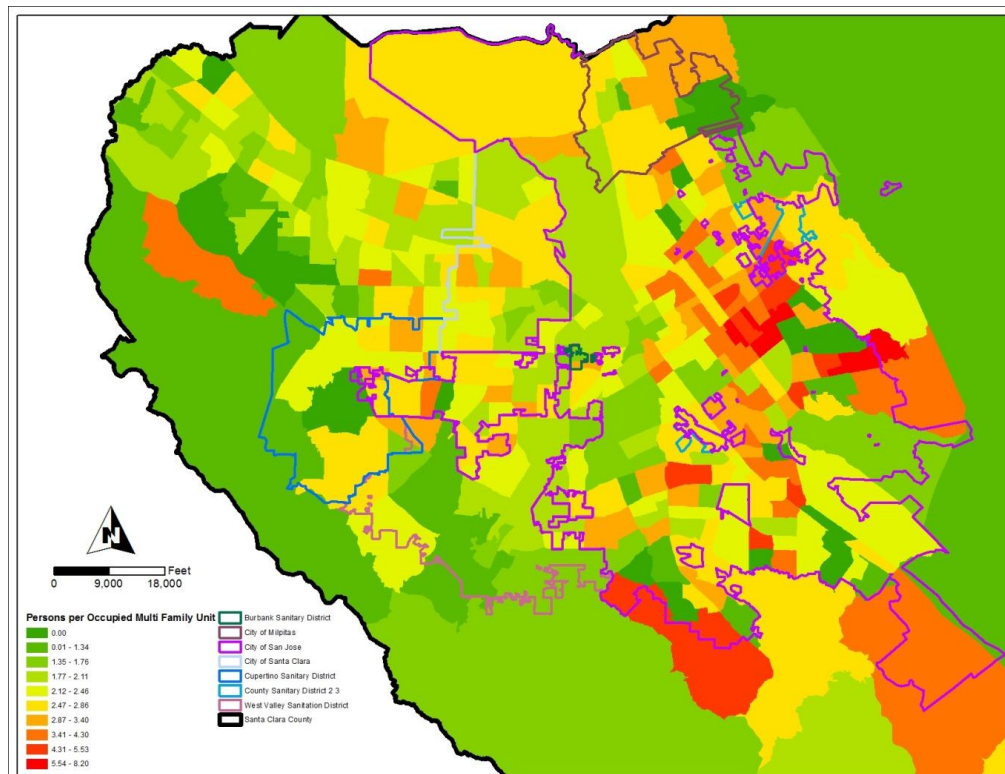 N
Feet
0 9,000 18,000
Persons per Occupied Multi Family Unit
0.00
0.01 - 1.34
1.35 - 1.76
1.77 - 2.11
2.12 - 2.46
2.47 - 2.86
2.87 - 3.40
3.41 - 4.30
4.31 - 5.53
5.54 - 8.20
Burbank Sanitary District
City of Milpitas
City of San Jose
City of Santa Clara
Cupertino Sanitary District
County Sanitary District 2 3
West Valley Sanitation District
Santa Clara County